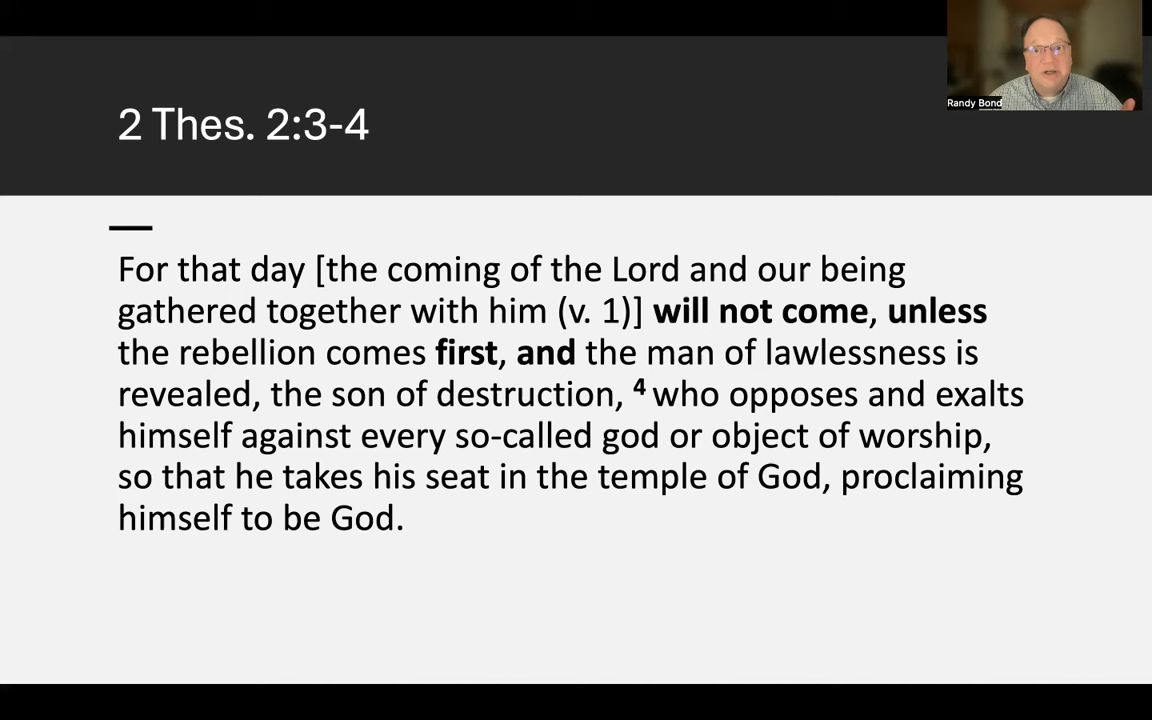 Randy Bond
2 Thes. 2:3-4
For that day [the coming of the Lord and our being
gathered together with him (v. 1)] will not come, unless
the rebellion comes first, and the man of lawlessness is
revealed, the son of destruction, 4 who opposes and exalts
himself against every so-called god or object of worship,
so that he takes his seat in the temple of God, proclaiming
himself to be God.